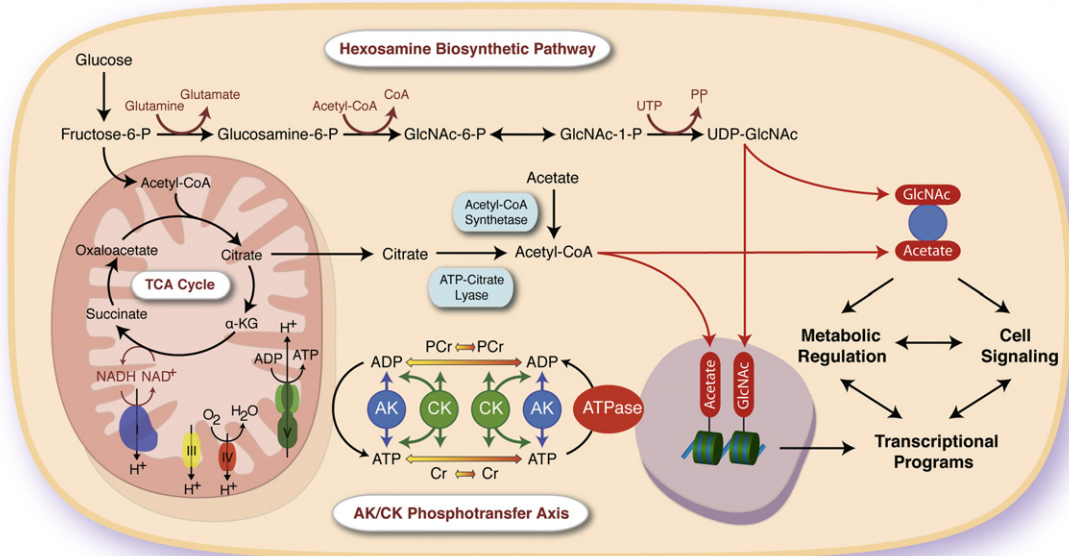 Hexosamine Biosynthetic Pathway
Glucose
Glutamine
Glutamate
Acetyl-CoA
CoA
UTP
PPi
Fructose-6-P
Glucosamine-6-P
GlcNAc-6-P
GlcNAc-1-P
UDP-GlcNAc
Acetyl-CoA
Oxaloacetate
Citrate
TCA Cycle
Succinate
α-KG
NADH NAD+
H+
ADP
ATP
O2
H2O
I
III
IV
V
H+
H+
H+
Citrate
Acetate
Acetyl-CoA
Synthetase
Acetyl-CoA
ATP-Citrate
Lyase
GlcNAc
Acetate
PCr PCr
ADP
ADP
AK
CK
CK
AK
ATPase
ATP
ATP
Cr Cr
AK/CK Phosphotransfer Axis
Acetate
GlcNAc
Metabolic
Regulation
Cell
Signaling
Transcriptional
Programs